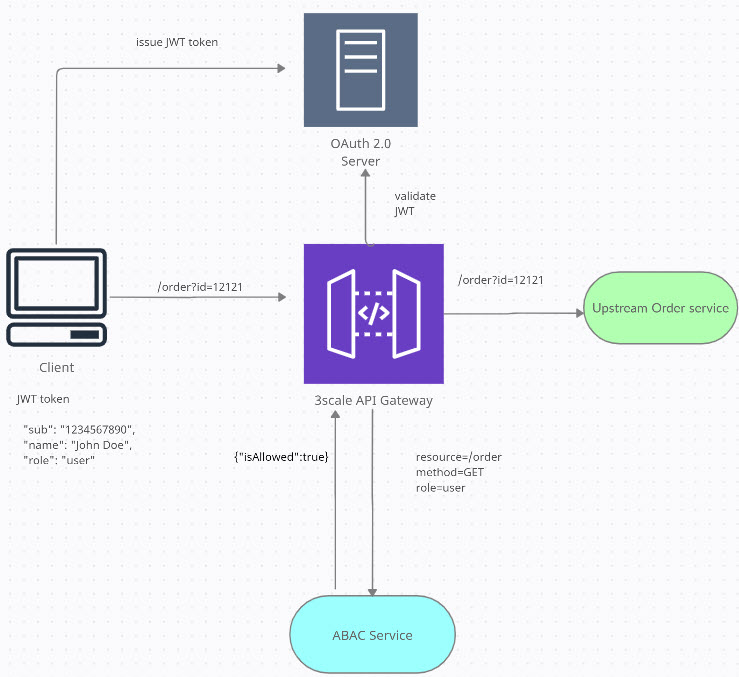 issue JWT token
OAuth 2.0
Server
validate
JWT
/order?id=12121
/order?id=12121
Upstream Order service
Client
3scale API Gateway
JWT token
"sub": "1234567890",
"name": "John Doe",
"role": "user"
{"isAllowed":true}
resource=/order
method=GET
role=user
ABAC Service